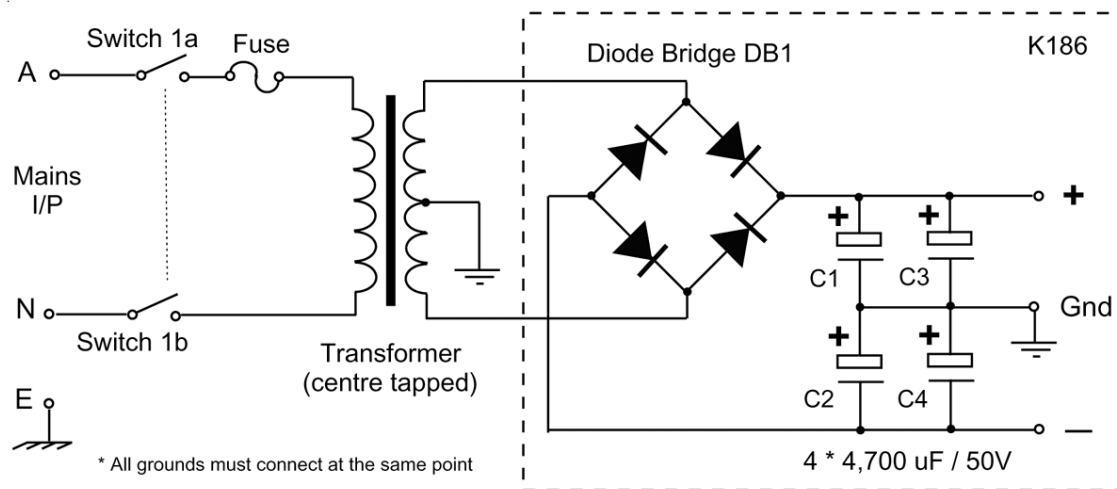 Switch 1a
Fuse
Diode Bridge DB1
K186
A
Mains
I/P
+
+
+
C1
C3
N
Switch 1b
Gnd
Transformer
(centre tapped)
+
+
C2
C4
E
—
* All grounds must connect at the same point
4 * 4,700 uF / 50V